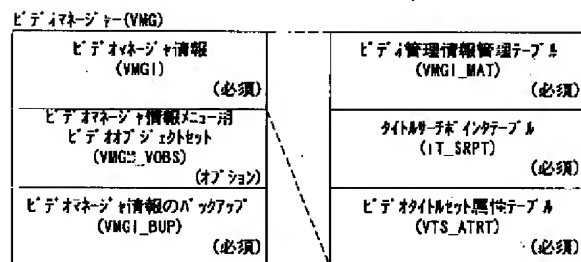 ビデオマネージャー(VMG)
ビデオマネージャ情報
(VMGI)
(必須)
ビデオマネージャ情報メニュー用
ビデオオブジェクトセット
(VMGM_VOBS)
(オプション)
ビデオマネージャ情報のバックアップ
(VMGI_BUP)
(必須)
ビデオ管理情報管理テーブル
(VMGI_MAT)
(必須)
タイトルサーチポインタテーブル
(TT_SRPT)
(必須)
ビデオタイトルセット属性テーブル
(VTS_ATRT)
(必須)